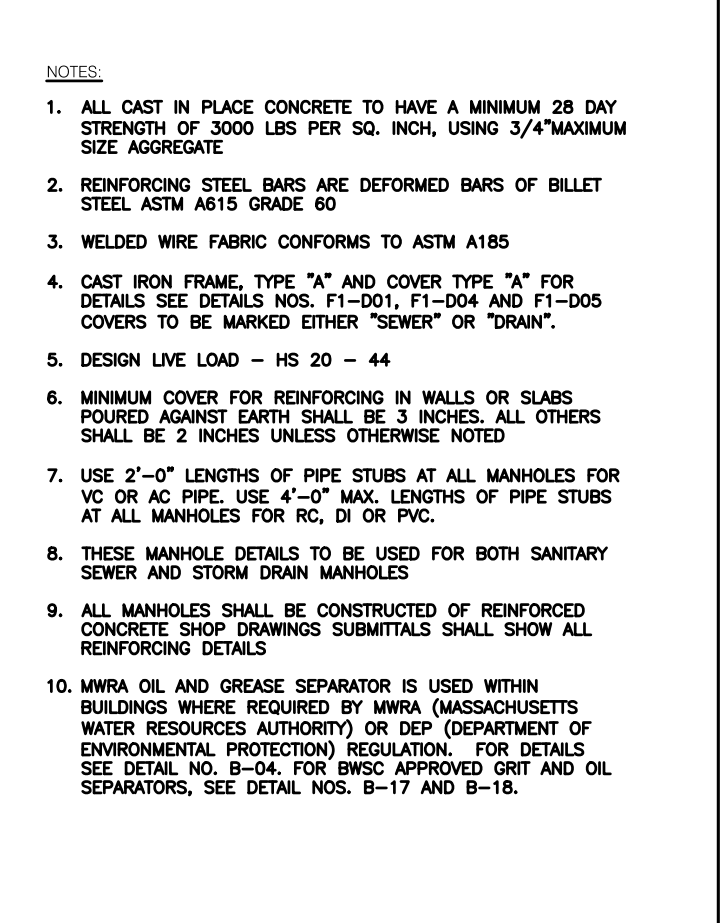 NOTES:
1. ALL CAST IN PLACE CONCRETE TO HAVE A MINIMUM 28 DAY
STRENGTH OF 3000 LBS PER SQ. INCH, USING 3/4"MAXIMUM
SIZE AGGREGATE
2. REINFORCING STEEL BARS ARE DEFORMED BARS OF BILLET
STEEL ASTM A615 GRADE 60
3. WELDED WIRE FABRIC CONFORMS TO ASTM A185
4. CAST IRON FRAME, TYPE "A" AND COVER TYPE "A" FOR
DETAILS SEE DETAILS NOS. F1-D01, F1-D04 AND F1-D05
COVERS TO BE MARKED EITHER "SEWER" OR "DRAIN".
5. DESIGN LIVE LOAD - HS 20 - 44
6. MINIMUM COVER FOR REINFORCING IN WALLS OR SLABS
POURED AGAINST EARTH SHALL BE 3 INCHES. ALL OTHERS
SHALL BE 2 INCHES UNLESS OTHERWISE NOTED
7. USE 2'-0" LENGTHS OF PIPE STUBS AT ALL MANHOLES FOR
VC OR AC PIPE. USE 4'-0" MAX. LENGTHS OF PIPE STUBS
AT ALL MANHOLES FOR RC, DI OR PVC.
8. THESE MANHOLE DETAILS TO BE USED FOR BOTH SANITARY
SEWER AND STORM DRAIN MANHOLES
9. ALL MANHOLES SHALL BE CONSTRUCTED OF REINFORCED
CONCRETE SHOP DRAWINGS SUBMITTALS SHALL SHOW ALL
REINFORCING DETAILS
10. MWRA OIL AND GREASE SEPARATOR IS USED WITHIN
BUILDINGS WHERE REQUIRED BY MWRA (MASSACHUSETTS
WATER RESOURCES AUTHORITY) OR DEP (DEPARTMENT OF
ENVIRONMENTAL PROTECTION) REGULATION. FOR DETAILS
SEE DETAIL NO. B-04. FOR BWSC APPROVED GRIT AND OIL
SEPARATORS, SEE DETAIL NOS. B-17 AND B-18.